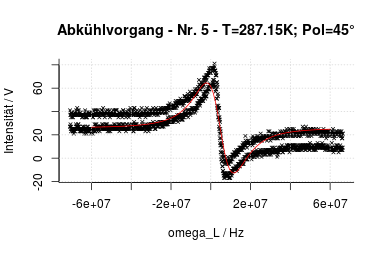 Abkühlvorgang - Nr. 5 - T=287.15K; Pol=45°
Intensität / V
60
20
0
-20
-6e+07
-2e+07
2e+07
6e+07
omega_L / Hz